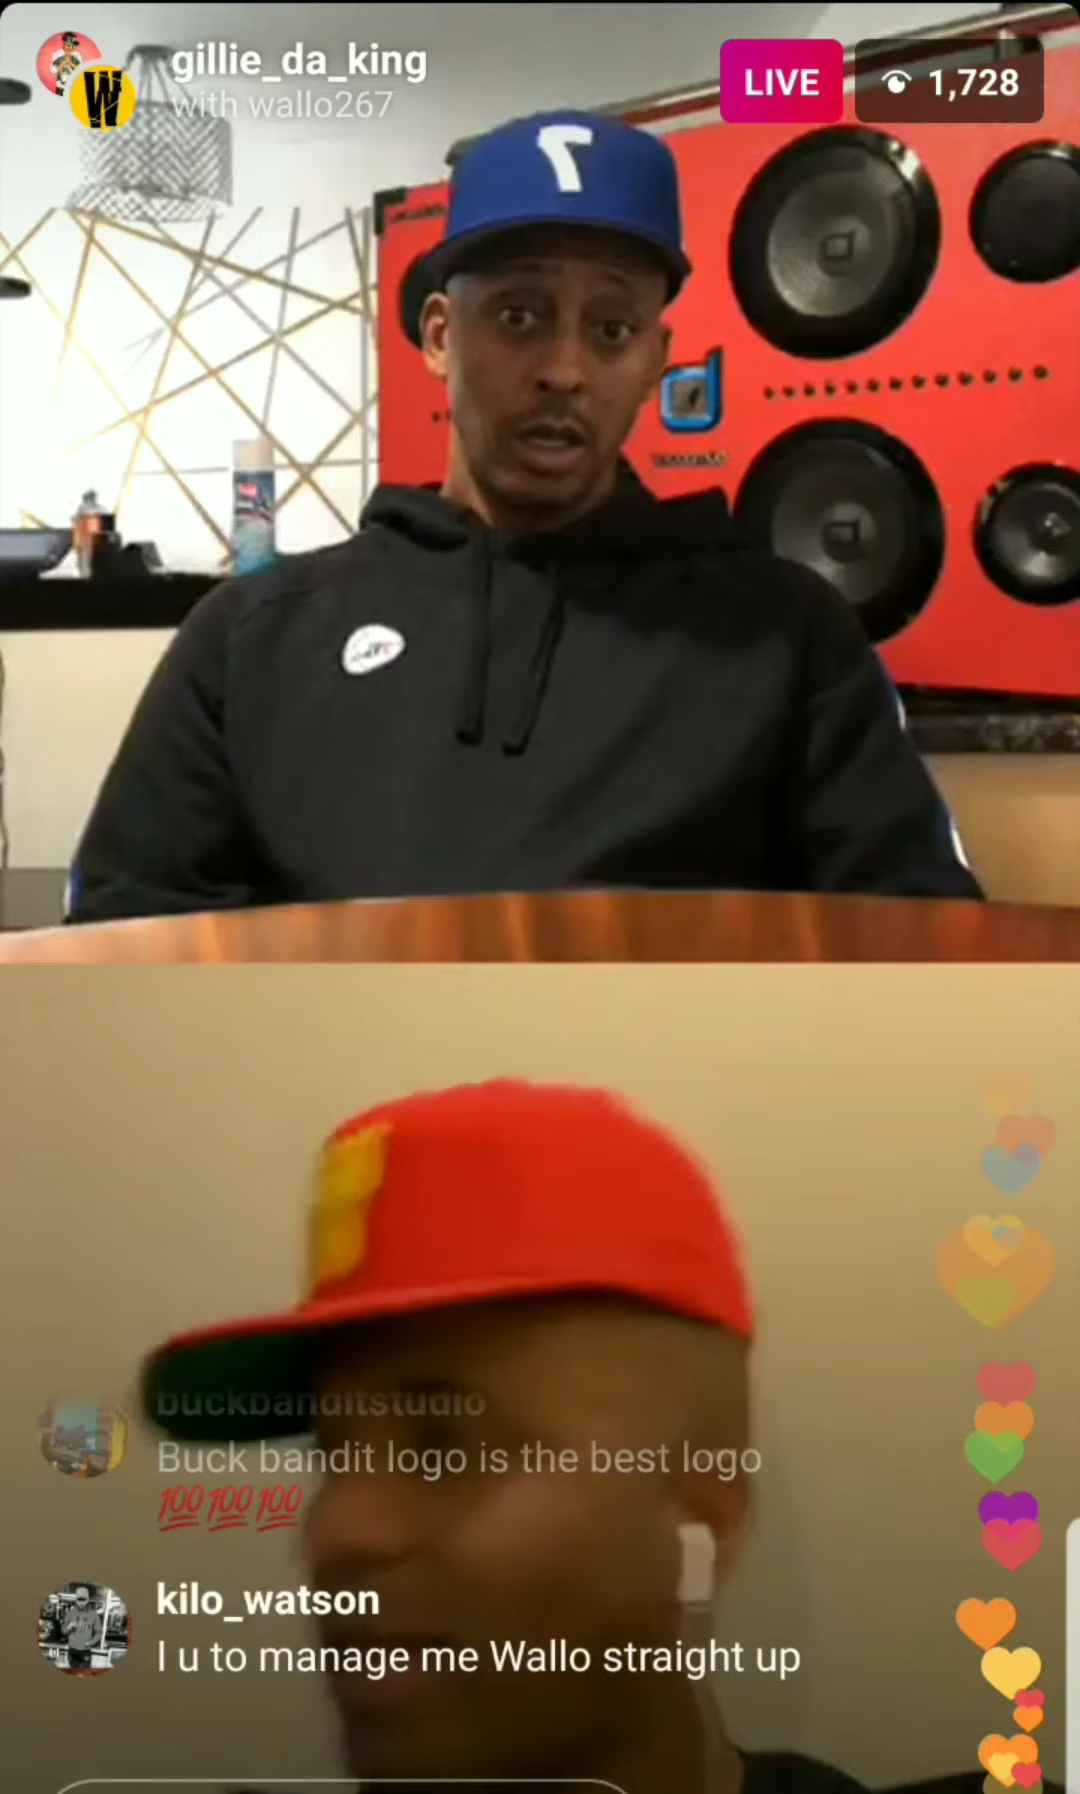 gillie_da_king
with wallo267
LIVE
1,728
buckbanditstudio
Buck bandit logo is the best logo
💯💯💯
kilo_watson
I u to manage me Wallo straight up